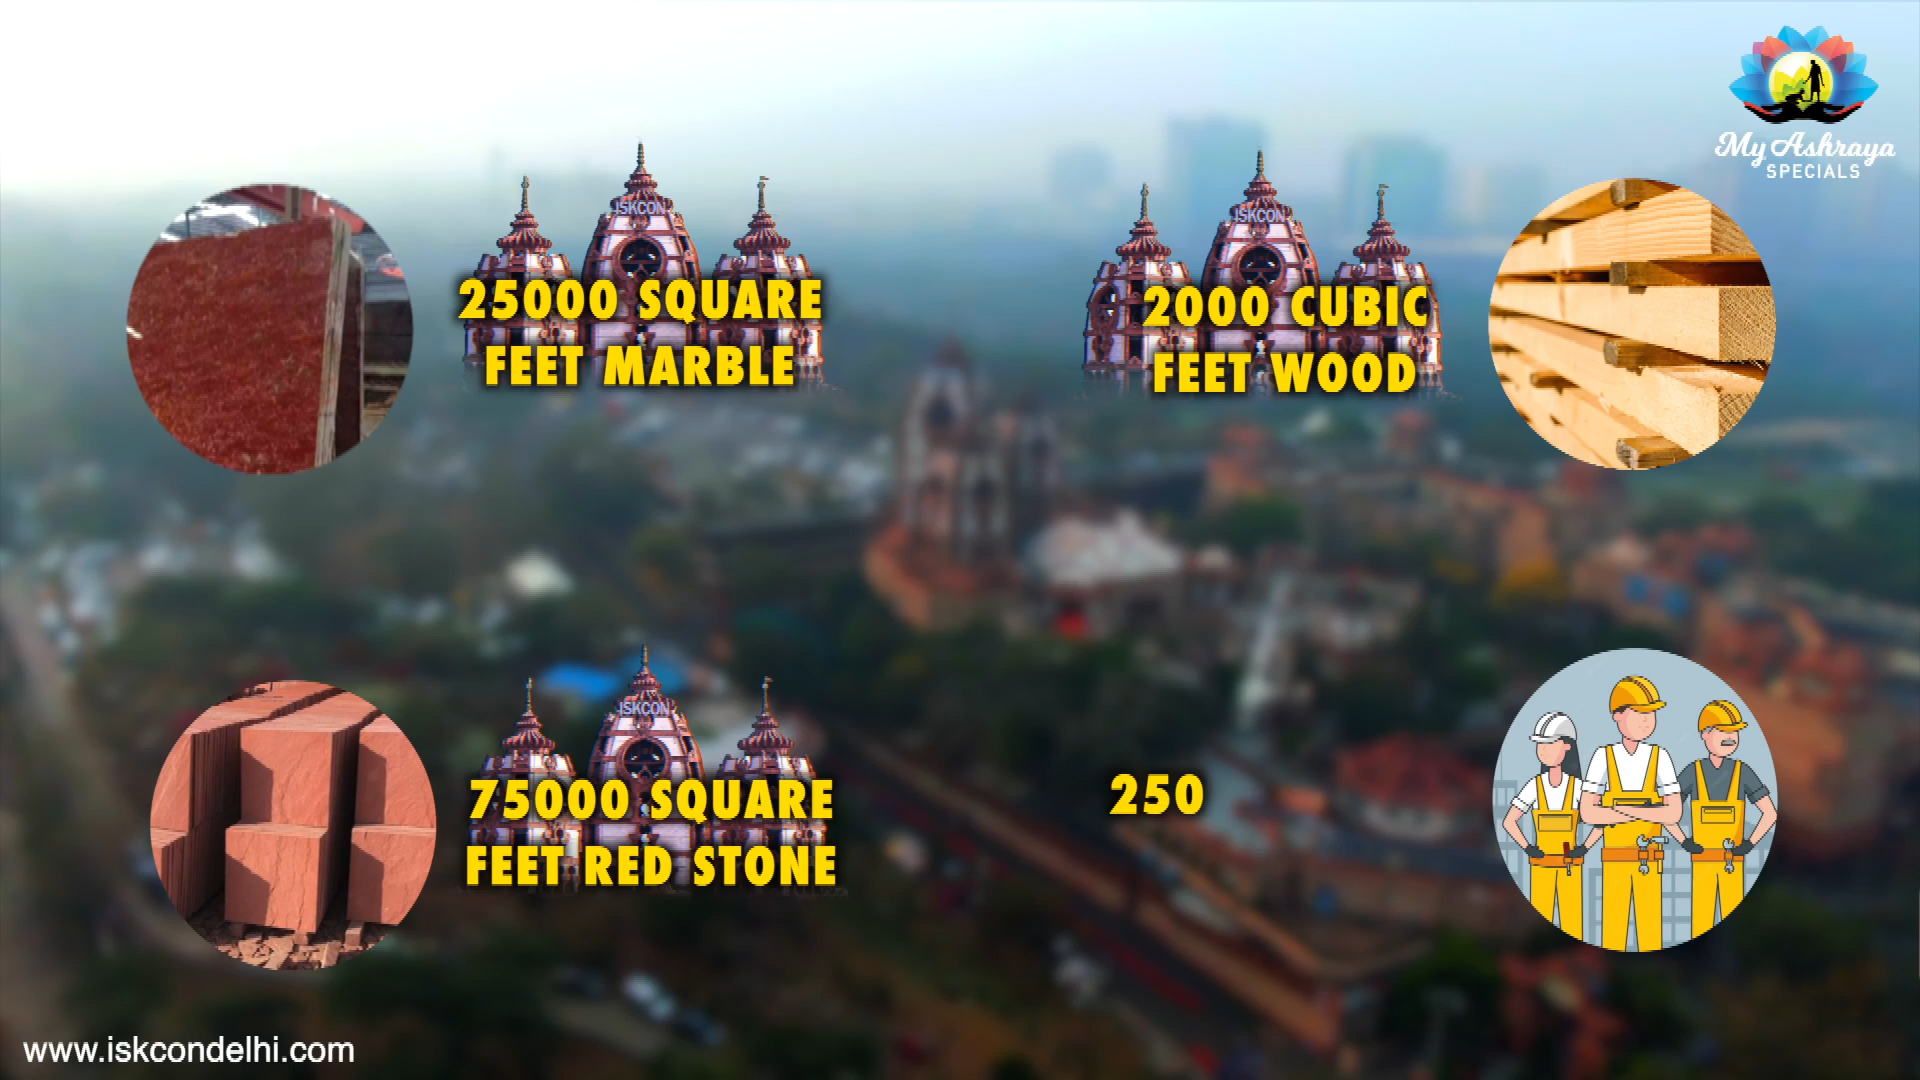 My Ashraya
SPECIALS
ISKCON
25000 SQUARE
FEET MARBLE
ISKCON
2000 CUBIC
FEET WOOD
ISKCON
75000 SQUARE
FEET RED STONE
250
www.iskcondelhi.com